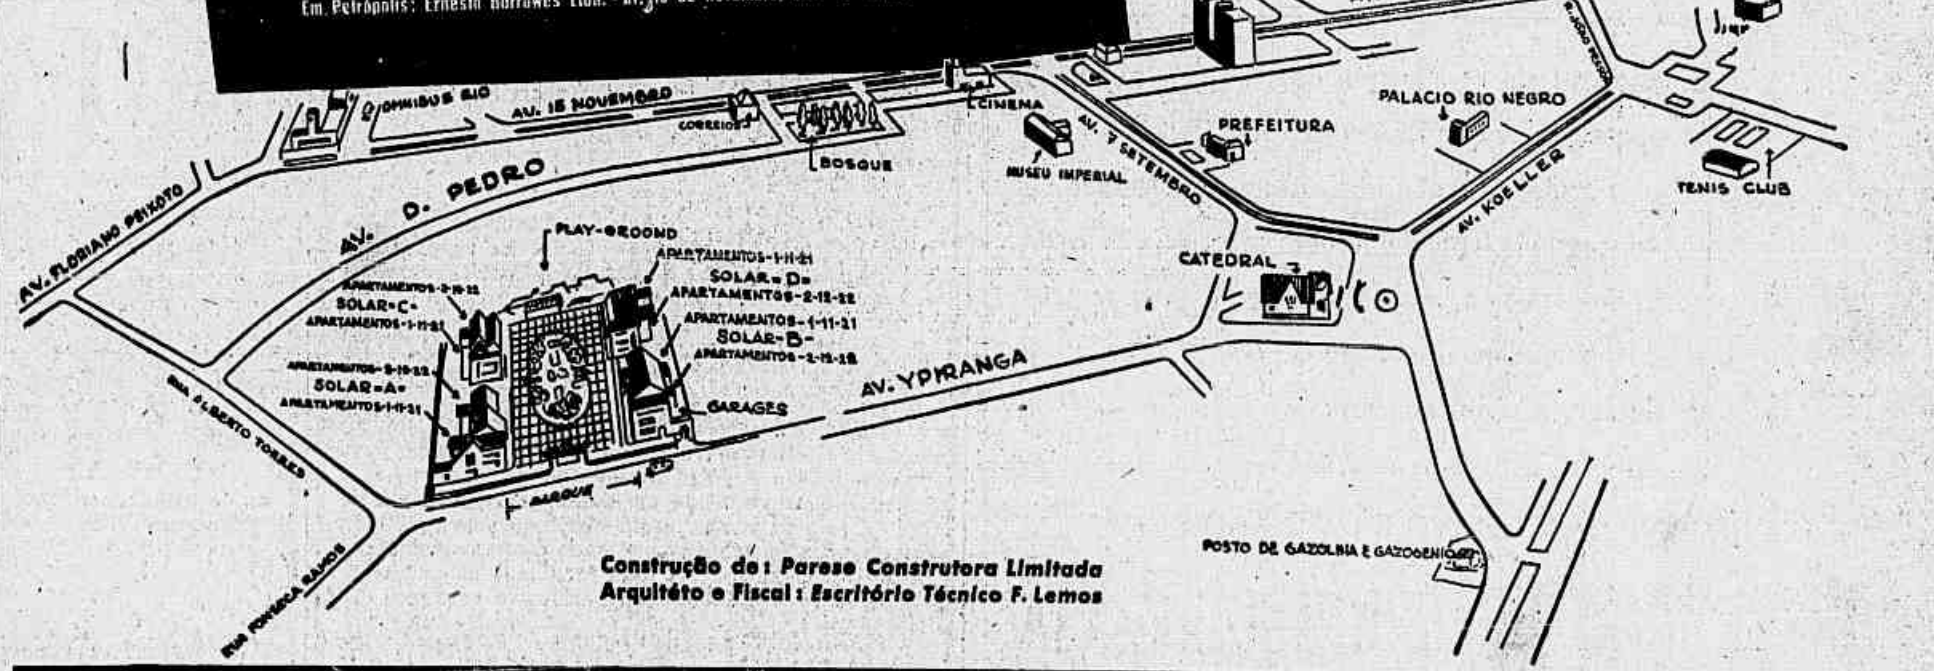 Em. Petrópolis: Ernesto
OMNIBUS RIO
AV. 15 NOVEMBRO
CORREIOS
BOSQUE
CINEMA
MUSEU IMPERIAL
AV. 7 SETEMBRO
PREFEITURA
PALACIO RIO NEGRO
AV. KOELLER
TENIS CLUB
AV. FLORIANO PEIXOTO
AV. D. PEDRO
PLAY-GROOND
APARTAMENTOS-1-11-21
SOLAR=D=
APARTAMENTOS-2-12-22
APARTAMENTOS-1-11-21
SOLAR-B-
APARTAMENTOS-2-12-22
SOLAR=C=
APARTAMENTOS-1-11-21
SOLAR=A=
APARTAMENTOS-1-11-21
GARAGES
PARQUE
CATEDRAL
AV. YPIRANGA
RUA ALBERTO TORRES
RUA FONSECA RAMOS
POSTO DE GAZOLINA E GAZOGENIO
Construção de: Parese Construtora Limitada
Arquitéto e Fiscal: Escritório Técnico F. Lemos